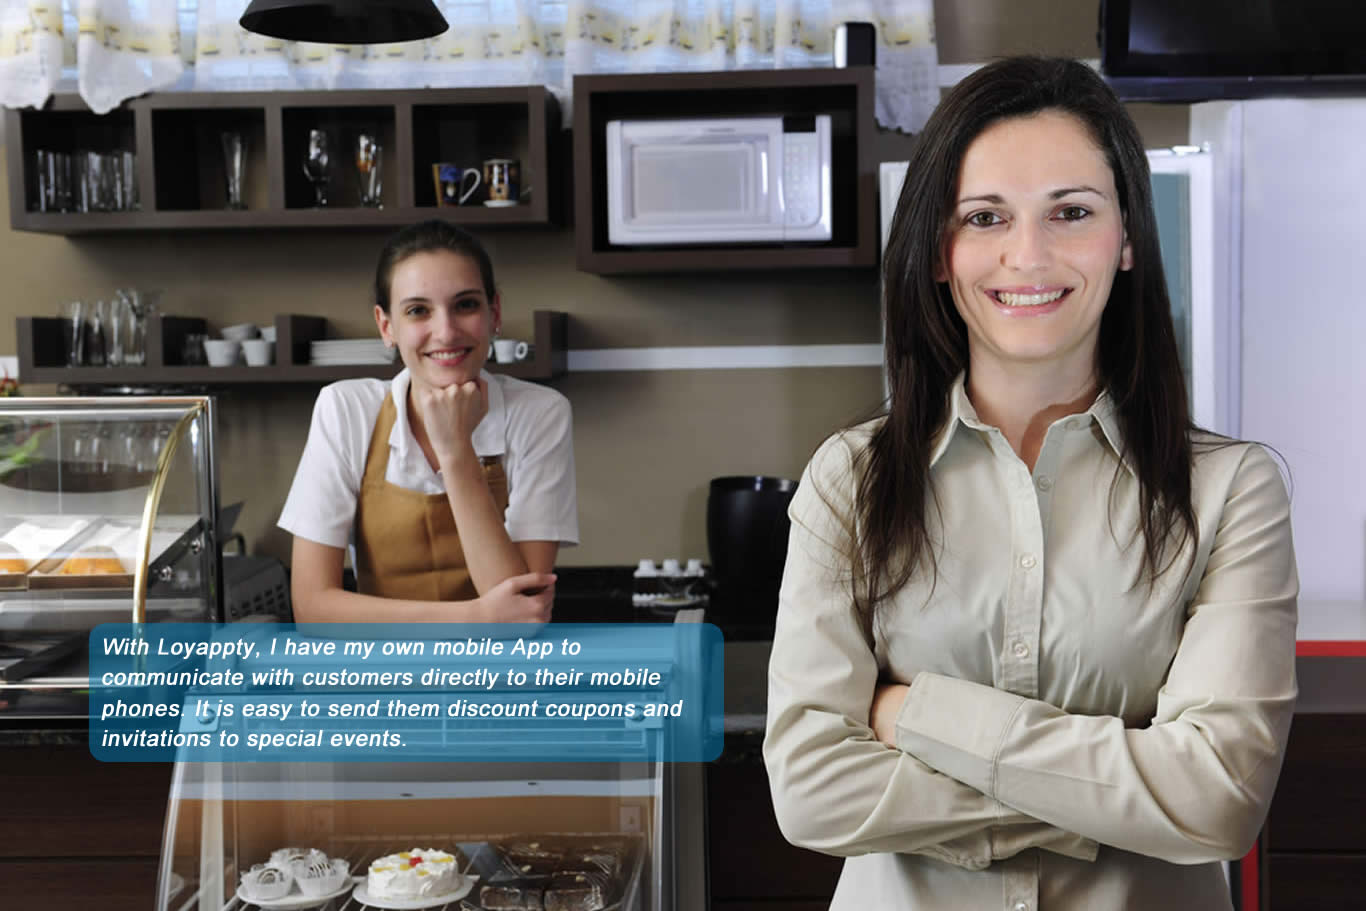 With Loyappty, I have my own mobile App to
communicate with customers directly to their mobile
phones. It is easy to send them discount coupons and
invitations to special events.